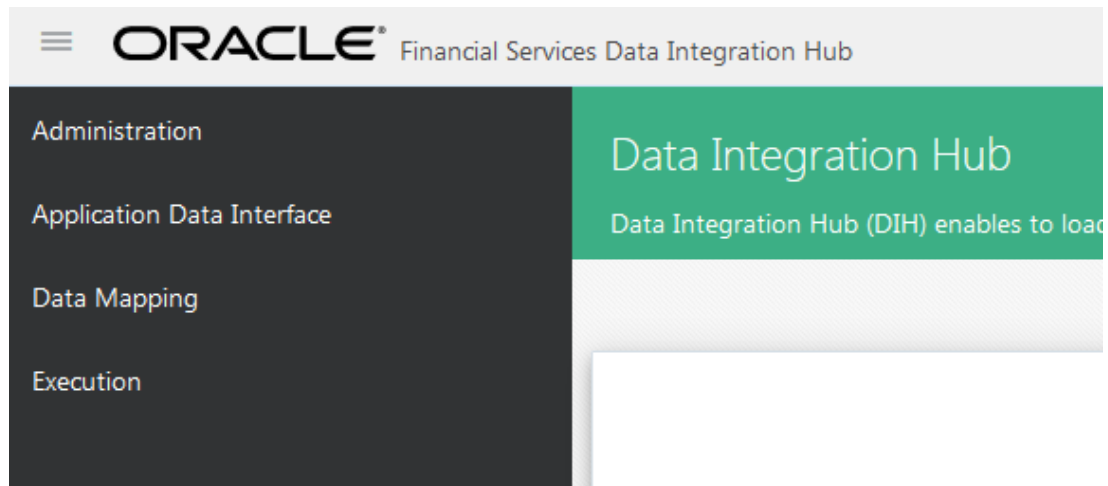 ORACLE® Financial Services Data Integration Hub
Administration
Data Integration Hub
Application Data Interface
Data Integration Hub (DIH) enables to load
Data Mapping
Execution